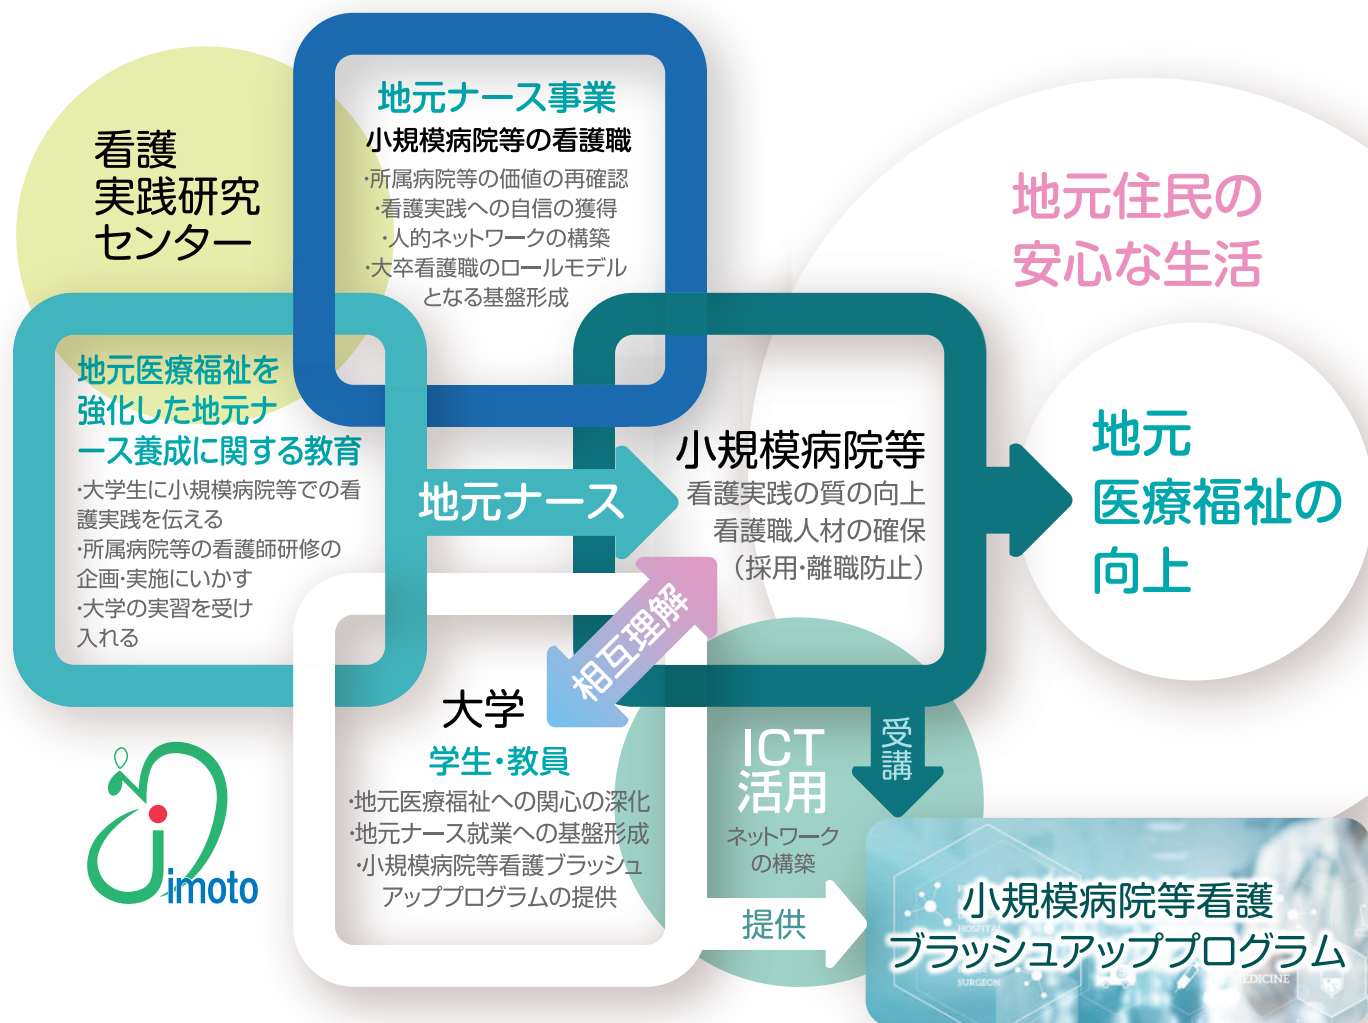 看護
実践研究
センター
地元ナース事業
小規模病院等の看護職
・所属病院等の価値の再確認
・看護実践への自信の獲得
・人的ネットワークの構築
・大卒看護職のロールモデル
となる基盤形成
地元住民の
安心な生活
地元医療福祉を
強化した地元ナ
ース養成に関する教育
・大学生に小規模病院等での看
護実践を伝える
・所属病院等の看護師研修の
企画・実施にいかす
・大学の実習を受け
入れる
地元ナース
小規模病院等
看護実践の質の向上
看護職人材の確保
（採用・離職防止）
地元
医療福祉の
向上
相互理解
大学
学生・教員
・地元医療福祉への関心の深化
・地元ナース就業への基盤形成
・小規模病院等看護ブラッシュ
アッププログラムの提供
ICT
活用
ネットワーク
の構築
受講
提供
小規模病院等看護
ブラッシュアッププログラム
HOSPITAL
SURGEON
MEDICINE
jimoto